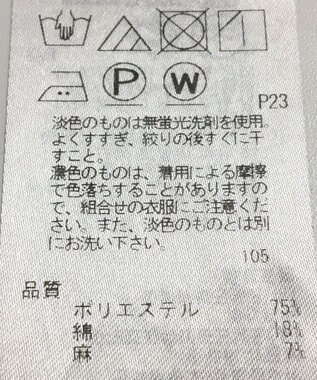 P W
P23
淡色のものは無蛍光洗剤を使用。
よくすすぎ、絞りの後すぐに干
すこと。
濃色のものは、着用による摩擦
で色落ちすることがありますの
で、組合せの衣服にご注意くだ
さい。また、淡色のものとは別
にお洗い下さい。
105
品質
ポリエステル 75%
綿 18%
麻 7%